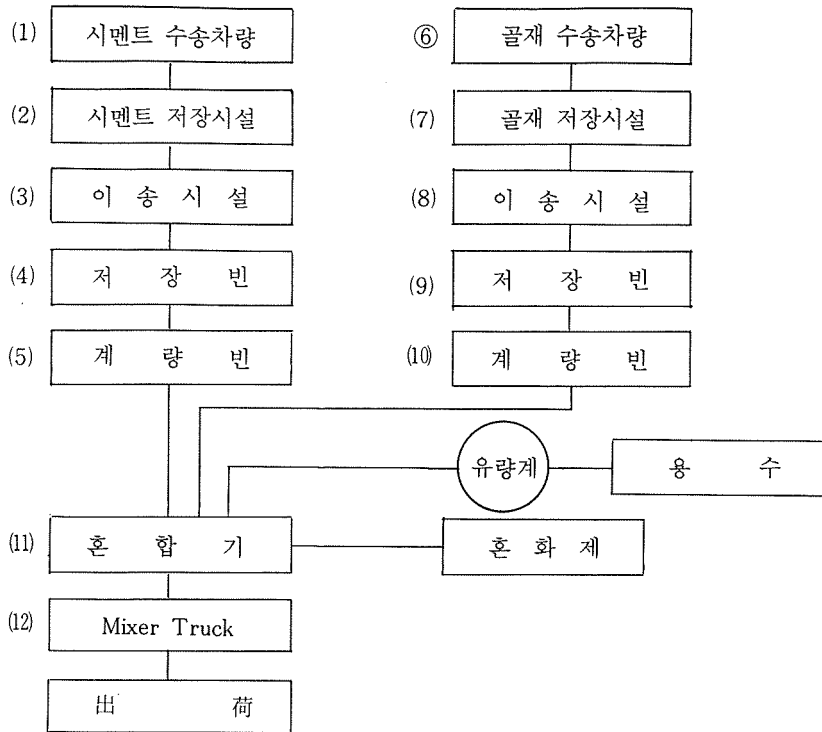 (1) 시멘트 수송차량
⑥ 골재 수송차량
(2) 시멘트 저장시설
(7) 골재 저장시설
(3) 이 송 시 설
(8) 이 송 시 설
(4) 저 장 빈
(9) 저 장 빈
(5) 계 량 빈
(10) 계 량 빈
유량계
용 수
(11) 혼 합 기
혼 화 제
(12) Mixer Truck
出 荷